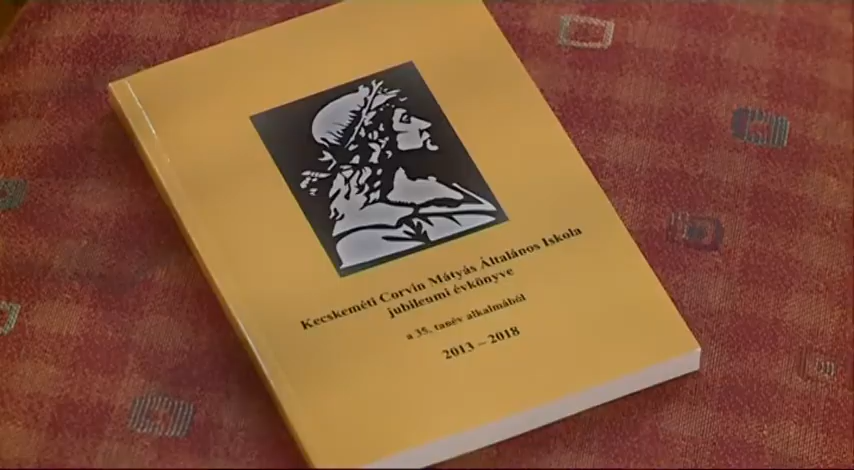 Kecskeméti Corvin Mátyás Általános Iskola
jubileumi évkönyve
a 35. tanév alkalmából
2013 – 2018